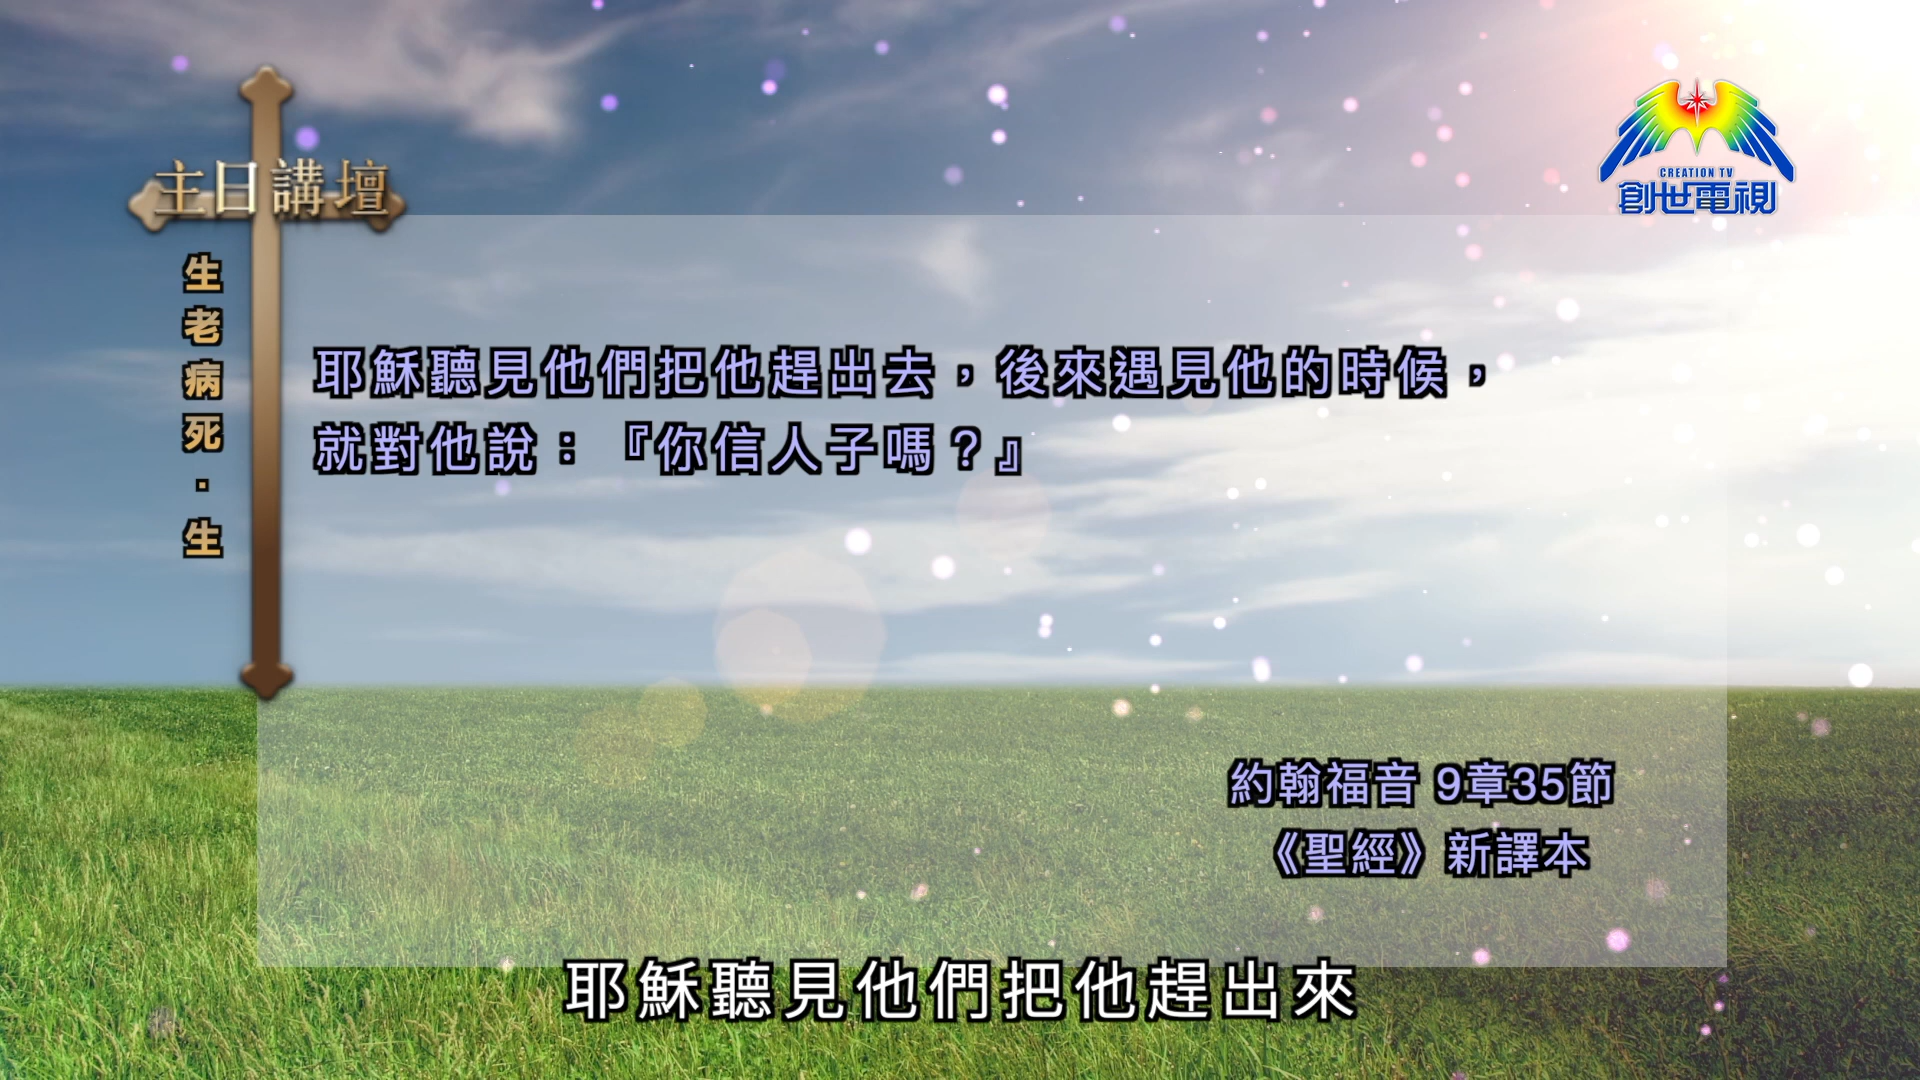 主日講壇
生老病死．生
CREATION TV
創世電視
耶穌聽見他們把他趕出去，後來遇見他的時候，
就對他說：『你信人子嗎？』
約翰福音 9章35節
《聖經》新譯本
耶穌聽見他們把他趕出來